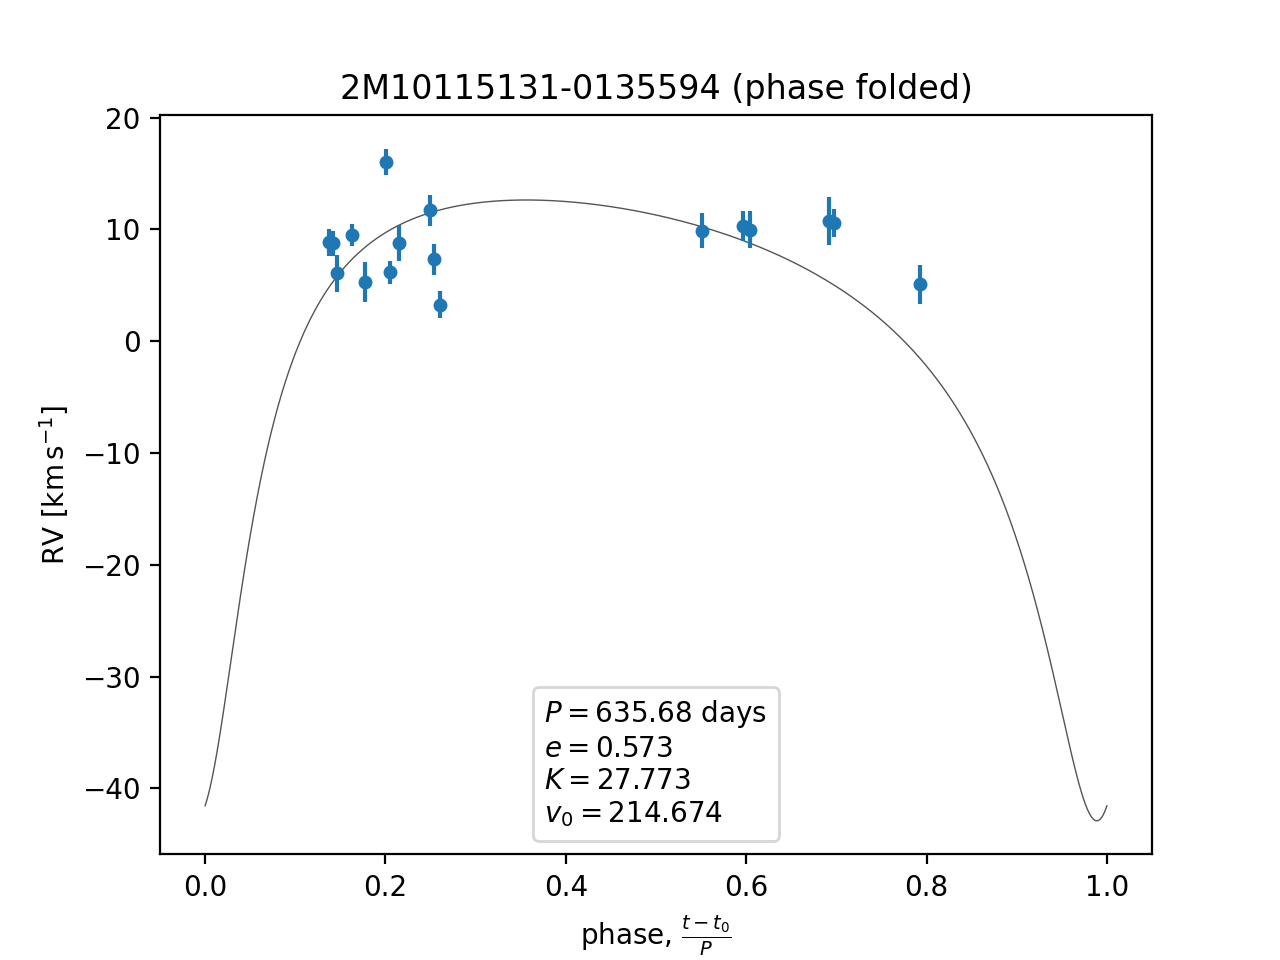 2M10115131-0135594 (phase folded)
20
10
0
−10
−20
−30
−40
RV [km s⁻¹]
P = 635.68 days
e = 0.573
K = 27.773
v₀ = 214.674
0.0 0.2 0.4 0.6 0.8 1.0
phase, (t − t₀)/P